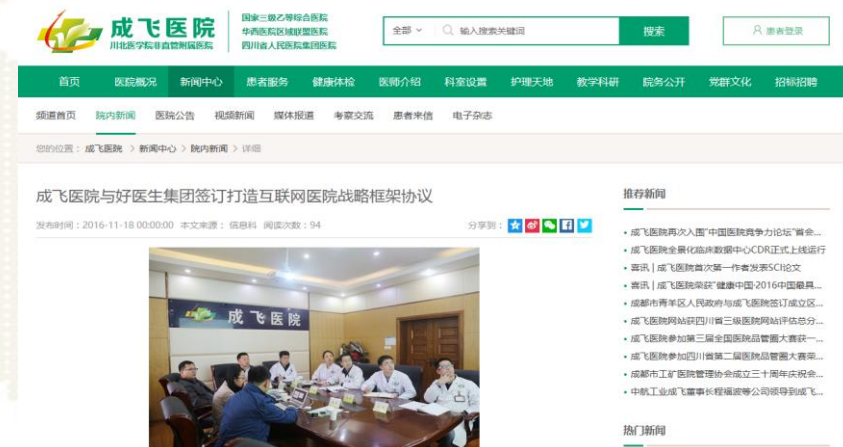 成飞医院
川北医学院非直管附属医院
国家三级乙等综合医院
华西医院区域联盟医院
四川省人民医院集团医院
全部
输入搜索关键词
搜索
患者登录
首页 医院概况 新闻中心 患者服务 健康体检 医师介绍 科室设置 护理天地 教学科研 院务公开 党群文化 招标招聘
频道首页 院内新闻 医院公告 视频新闻 媒体报道 考察交流 患者来信 电子杂志
您的位置： 成飞医院 > 新闻中心 > 院内新闻 > 详细
成飞医院与好医生集团签订打造互联网医院战略框架协议
发布时间：2016-11-18 00:00:00 本文来源： 信息科 阅读次数：94
分享到：
成飞医院
推荐新闻
成飞医院再次入围"中国医院竞争力论坛"省会...
成飞医院全景化临床数据中心CDR正式上线运行
喜讯 | 成飞医院首次第一作者发表SCI论文
喜讯 | 成飞医院荣获"健康中国·2016中国最具...
成都市青羊区人民政府与成飞医院签订成立区...
成飞医院网站获四川省三级医院网站评估总分...
成飞医院参加第三届全国医院品管圈大赛获一...
成飞医院参加四川省第二届医院品管圈大赛荣...
成都市工矿医院管理协会成立三十周年庆祝会...
中航工业成飞董事长程福波等公司领导到成飞...
热门新闻